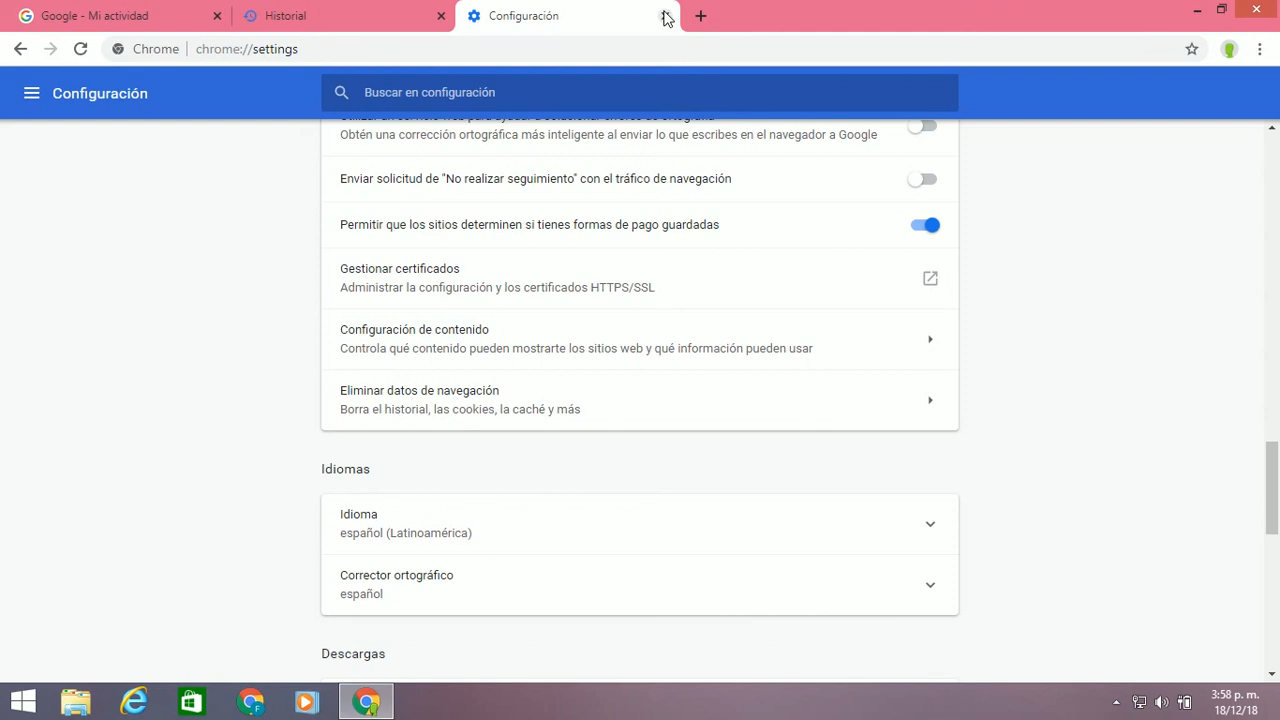 Google - Mi actividad
Historial
Configuración
Chrome
chrome://settings
Configuración
Buscar en configuración
Obtén una corrección ortográfica más inteligente al enviar lo que escribes en el navegador a Google
Enviar solicitud de "No realizar seguimiento" con el tráfico de navegación
Permitir que los sitios determinen si tienes formas de pago guardadas
Gestionar certificados
Administrar la configuración y los certificados HTTPS/SSL
Configuración de contenido
Controla qué contenido pueden mostrarte los sitios web y qué información pueden usar
Eliminar datos de navegación
Borra el historial, las cookies, la caché y más
Idiomas
Idioma
español (Latinoamérica)
Corrector ortográfico
español
Descargas
3:58 p. m.
18/12/18